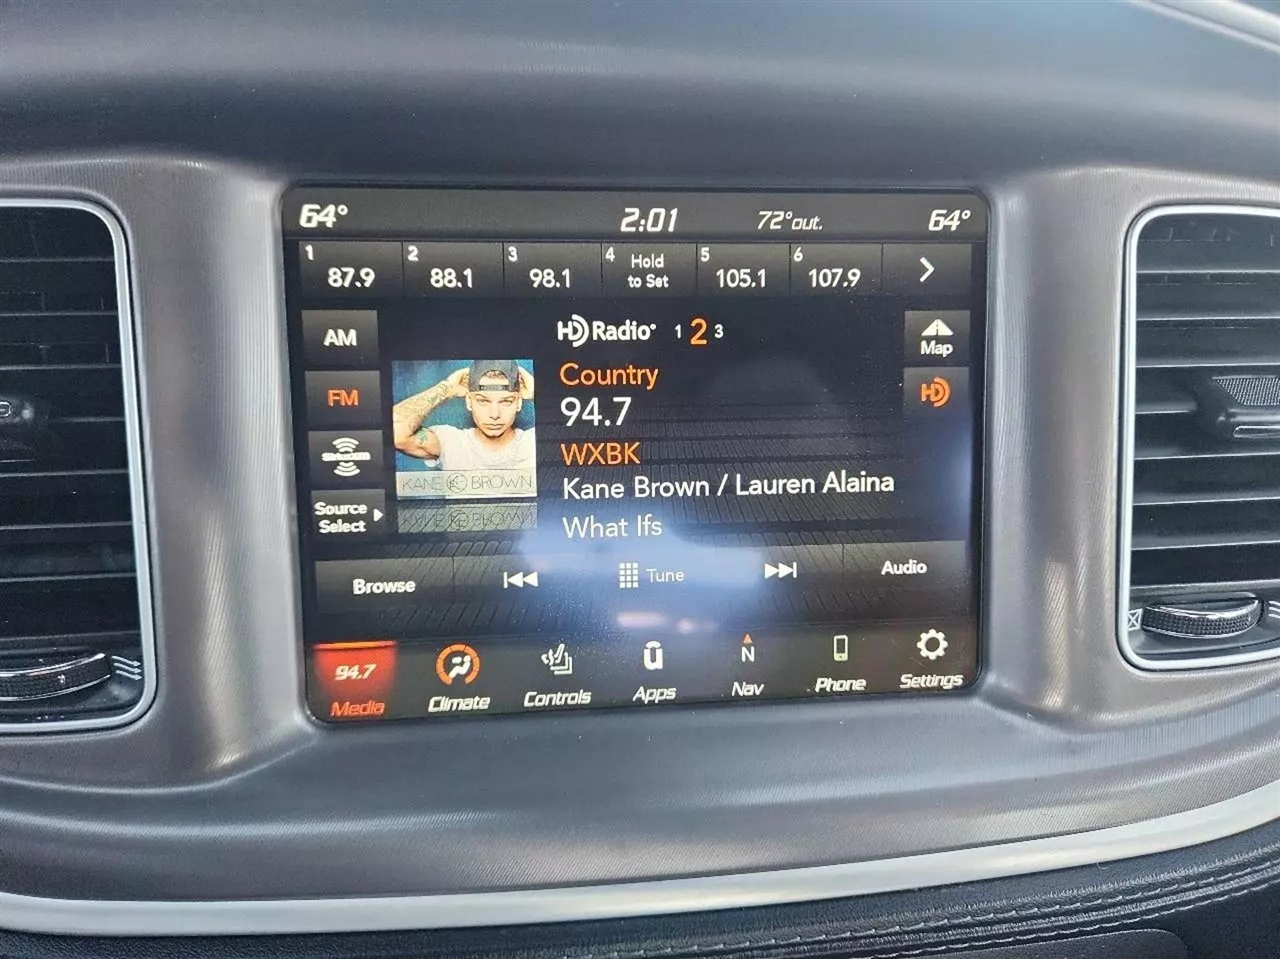 64° 2:01 72°out. 64°
1 87.9 2 88.1 3 98.1 4 Hold to Set 5 105.1 6 107.9
HD Radio 1 2 3
AM
Map
Country
FM
94.7
HD
WXBK
SiriusXM
Kane Brown / Lauren Alaina
KANE BROWN
What Ifs
Source
Select
Browse Tune Audio
94.7 N
Media Climate Controls Apps Nav Phone Settings